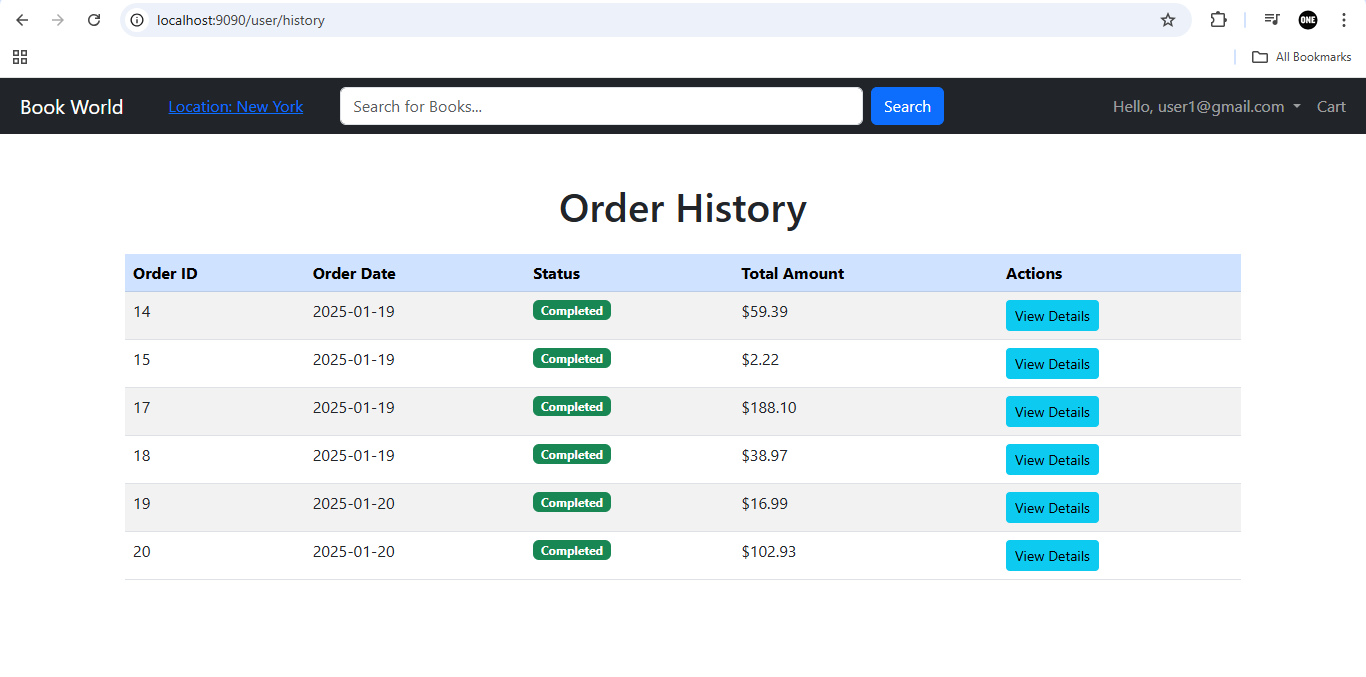 localhost:9090/user/history
ONE
All Bookmarks
Book World Location: New York Search for Books... Search Hello, user1@gmail.com Cart
Order History
Order ID Order Date Status Total Amount Actions
14 2025-01-19 Completed $59.39 View Details
15 2025-01-19 Completed $2.22 View Details
17 2025-01-19 Completed $188.10 View Details
18 2025-01-19 Completed $38.97 View Details
19 2025-01-20 Completed $16.99 View Details
20 2025-01-20 Completed $102.93 View Details